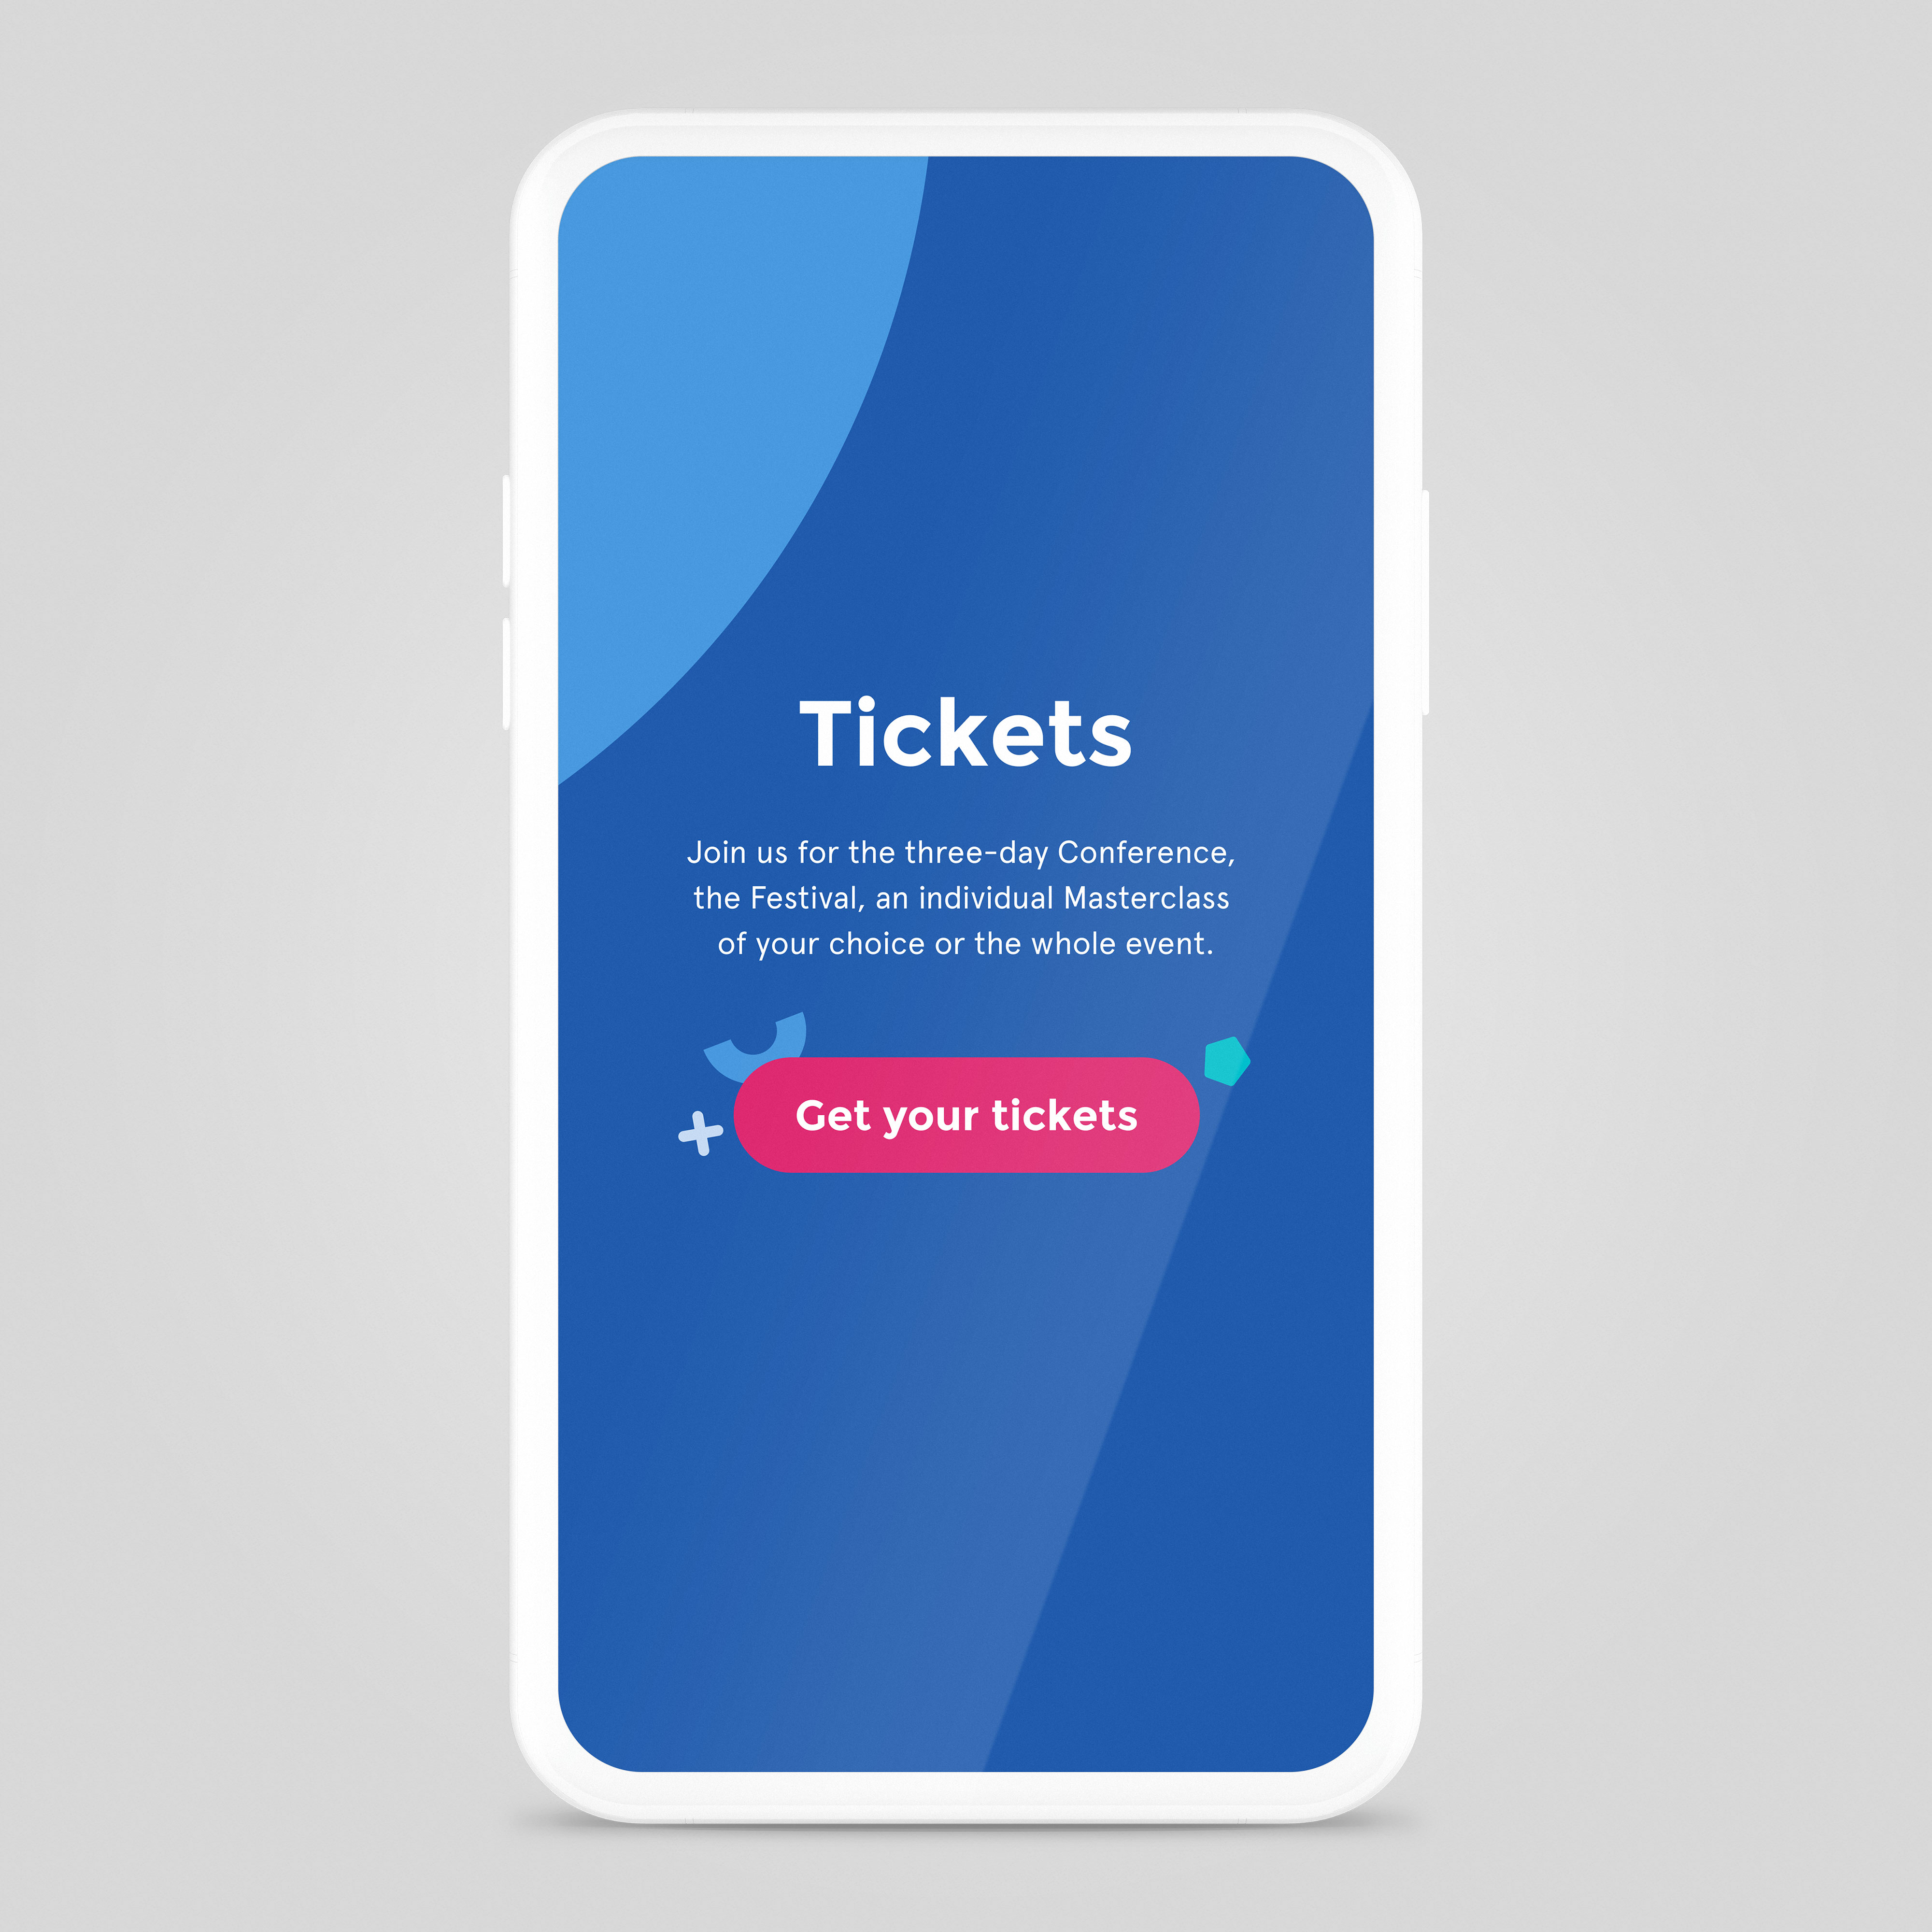 Tickets
Join us for the three-day Conference,
the Festival, an individual Masterclass
of your choice or the whole event.
Get your tickets